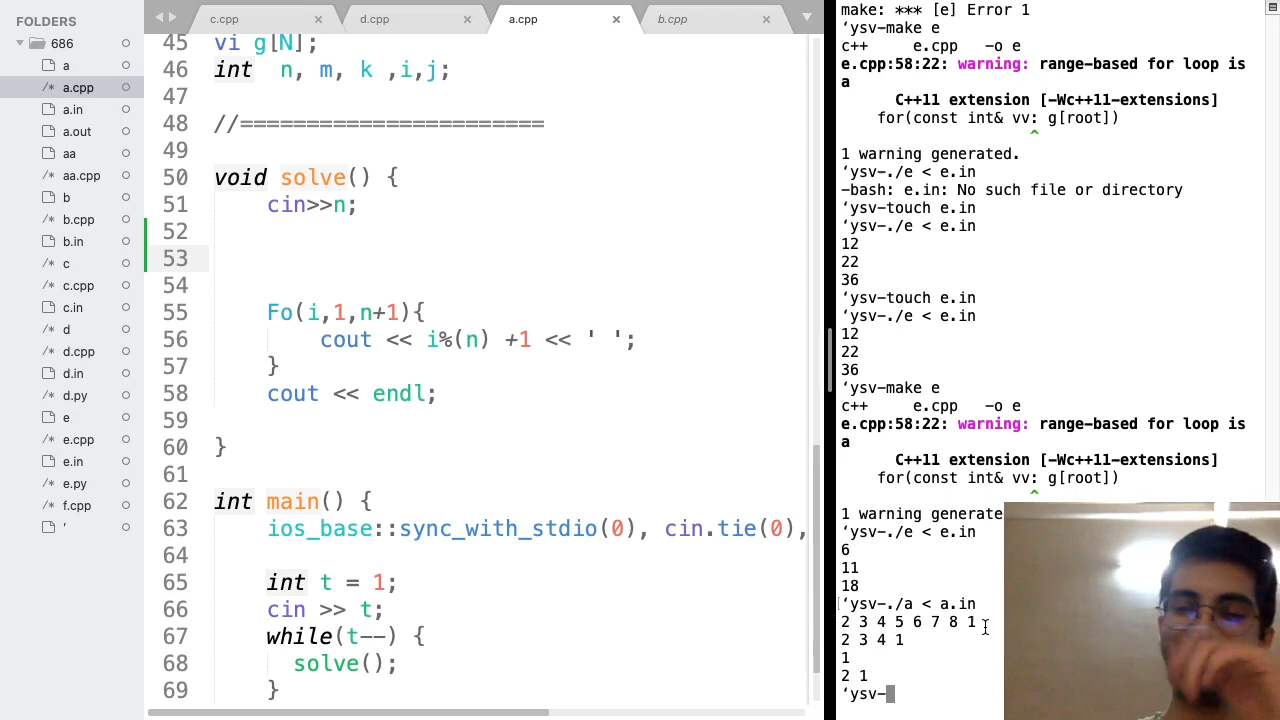 FOLDERS
686
a
a.cpp
a.in
a.out
aa
aa.cpp
b
b.cpp
b.in
c
c.cpp
c.in
d
d.cpp
d.in
d.py
e
e.cpp
e.in
e.py
f.cpp
'
c.cpp
d.cpp
a.cpp
b.cpp
45 vi g[N];
46 int  n, m, k ,i,j;
47
48 //=======================
49
50 void solve() {
51     cin>>n;
52
53
54
55     Fo(i,1,n+1){
56         cout << i%(n) +1 << ' ';
57     }
58     cout << endl;
59
60 }
61
62 int main() {
63     ios_base::sync_with_stdio(0), cin.tie(0),
64
65     int t = 1;
66     cin >> t;
67     while(t--) {
68       solve();
69     }
make: *** [e] Error 1
‘ysv-make e
c++     e.cpp   -o e
e.cpp:58:22: warning: range-based for loop is
a
      C++11 extension [-Wc++11-extensions]
    for(const int& vv: g[root])
^
1 warning generated.
‘ysv-./e < e.in
-bash: e.in: No such file or directory
‘ysv-touch e.in
‘ysv-./e < e.in
12
22
36
‘ysv-touch e.in
‘ysv-./e < e.in
12
22
36
‘ysv-make e
c++     e.cpp   -o e
e.cpp:58:22: warning: range-based for loop is
a
      C++11 extension [-Wc++11-extensions]
    for(const int& vv: g[root])
^
1 warning generate
‘ysv-./e < e.in
6
11
18
‘ysv-./a < a.in
2 3 4 5 6 7 8 1
2 3 4 1
1
2 1
‘ysv-